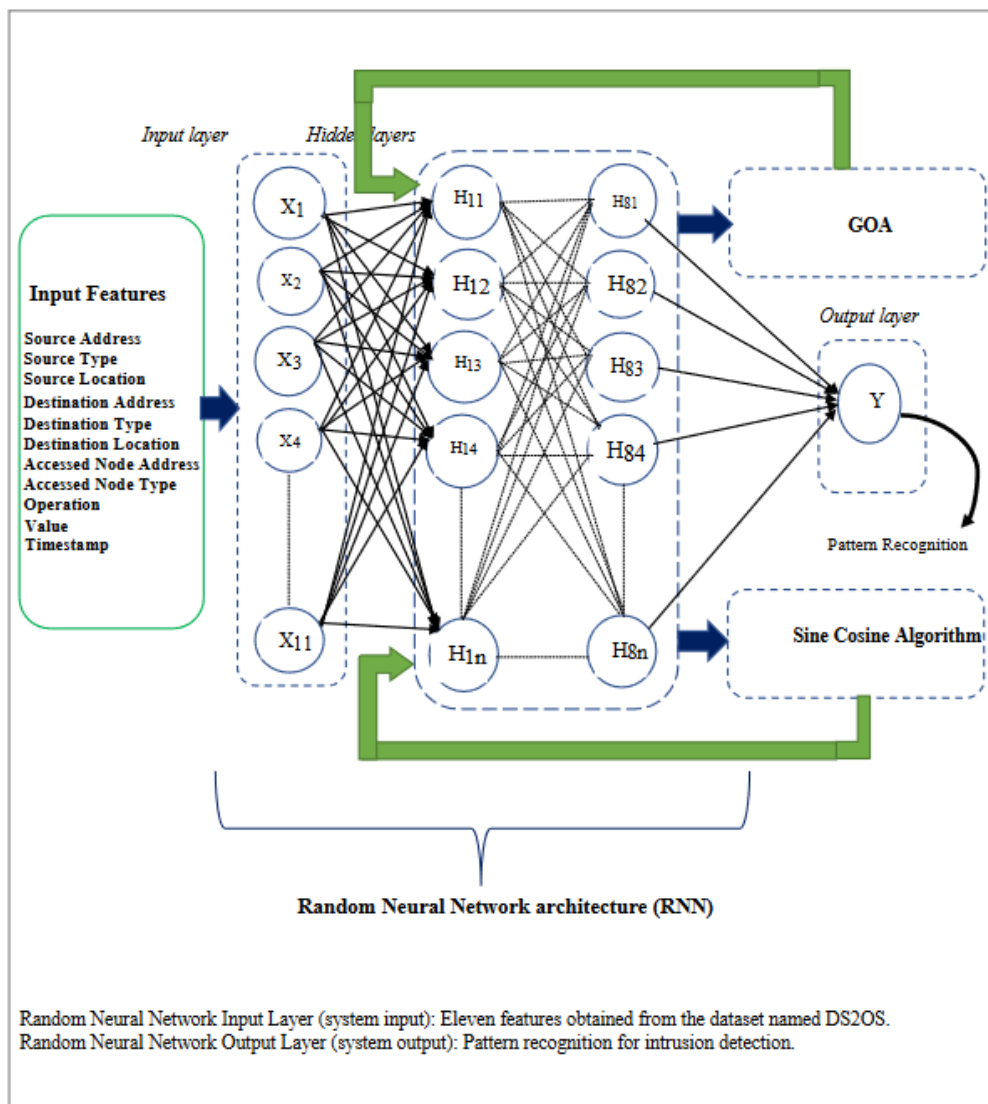 Input layer
Hidden layers
X1
X2
X3
X4
X11
H11
H12
H13
H14
H1n
H81
H82
H83
H84
H8n
GOA
Input Features
Source Address
Source Type
Source Location
Destination Address
Destination Type
Destination Location
Accessed Node Address
Accessed Node Type
Operation
Value
Timestamp
Output layer
Y
Pattern Recognition
Sine Cosine Algorithm
Random Neural Network architecture (RNN)
Random Neural Network Input Layer (system input): Eleven features obtained from the dataset named DS2OS.
Random Neural Network Output Layer (system output): Pattern recognition for intrusion detection.